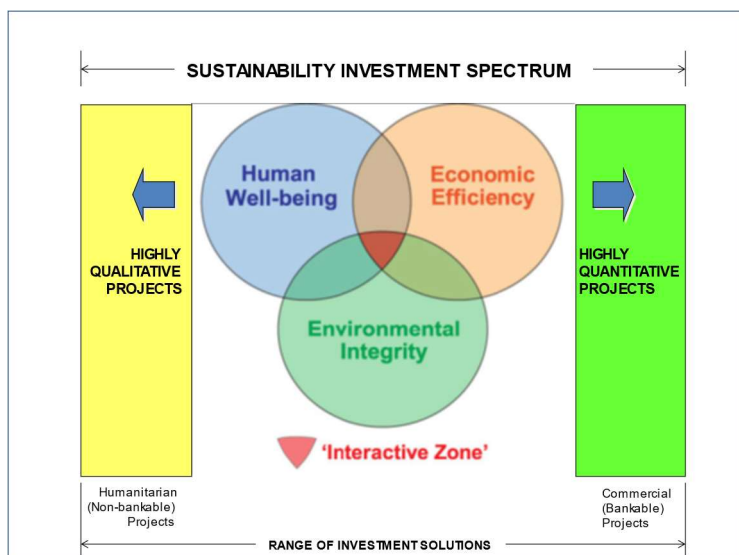 SUSTAINABILITY INVESTMENT SPECTRUM
Human
Well-being
Economic
Efficiency
HIGHLY
QUALITATIVE
PROJECTS
HIGHLY
QUANTITATIVE
PROJECTS
Environmental
Integrity
'Interactive Zone'
Humanitarian
(Non-bankable)
Projects
Commercial
(Bankable)
Projects
RANGE OF INVESTMENT SOLUTIONS